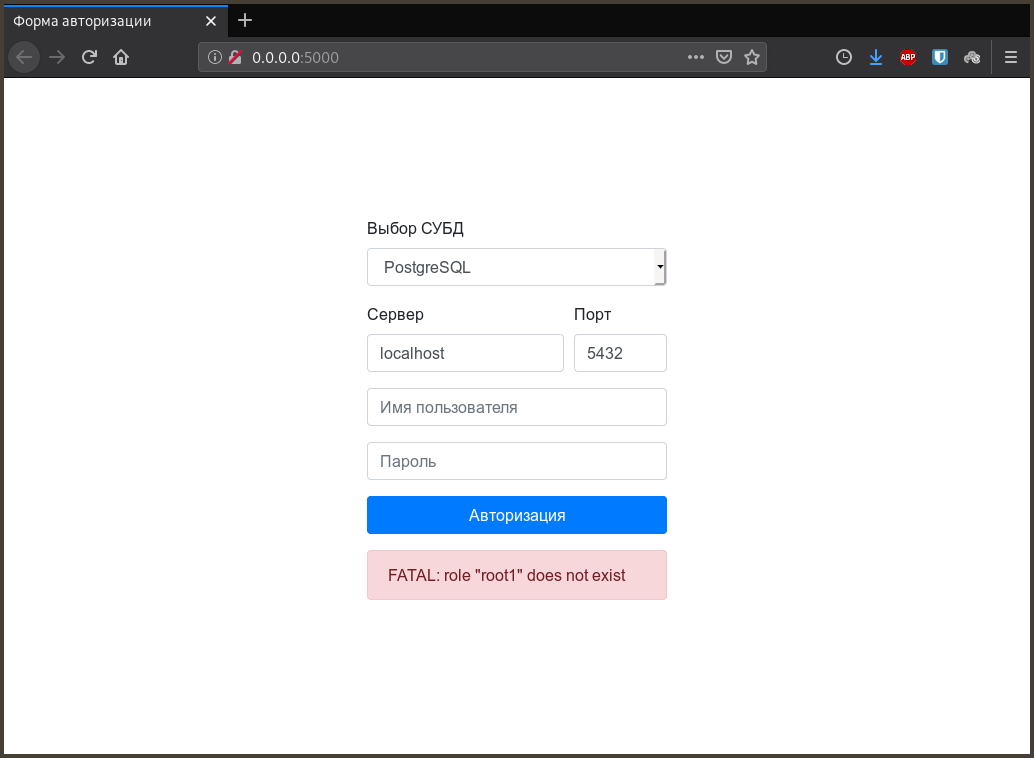 Форма авторизации
0.0.0.0:5000
ABP
Выбор СУБД
PostgreSQL
Сервер Порт
localhost 5432
Имя пользователя
Пароль
Авторизация
FATAL: role "root1" does not exist